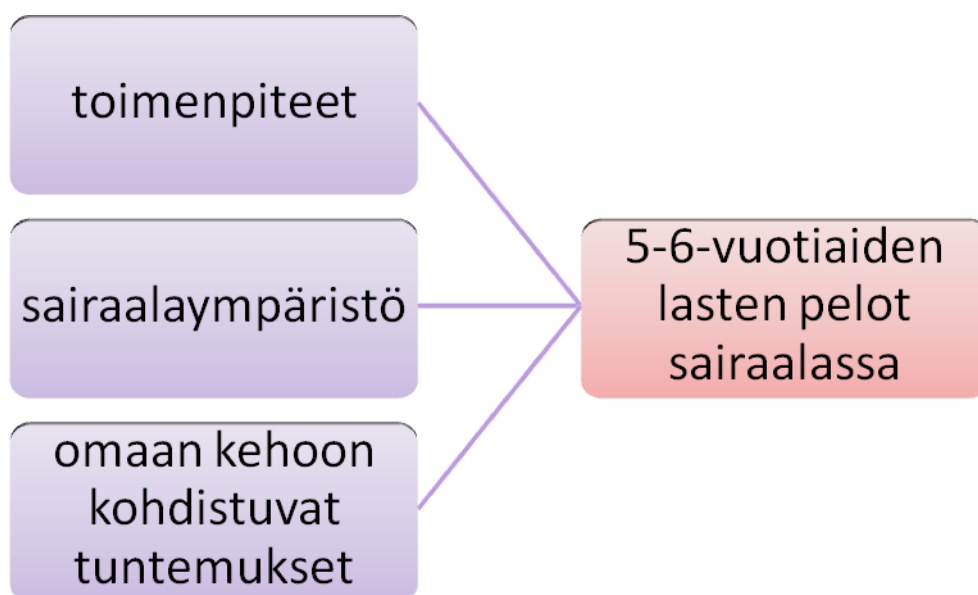 toimenpiteet
sairaalaympäristö
omaan kehoon
kohdistuvat
tuntemukset
5-6-vuotiaiden
lasten pelot
sairaalassa